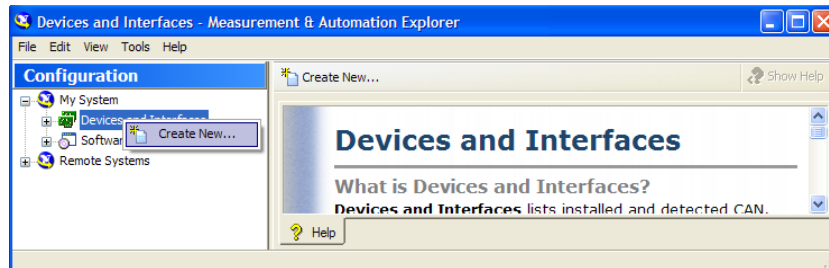 Devices and Interfaces - Measurement & Automation Explorer
File Edit View Tools Help
Configuration
My System
Devices
Create New...
Softwar
Remote Systems
Create New...
Show Help
Devices and Interfaces
What is Devices and Interfaces?
Devices and Interfaces lists installed and detected CAN,
Help